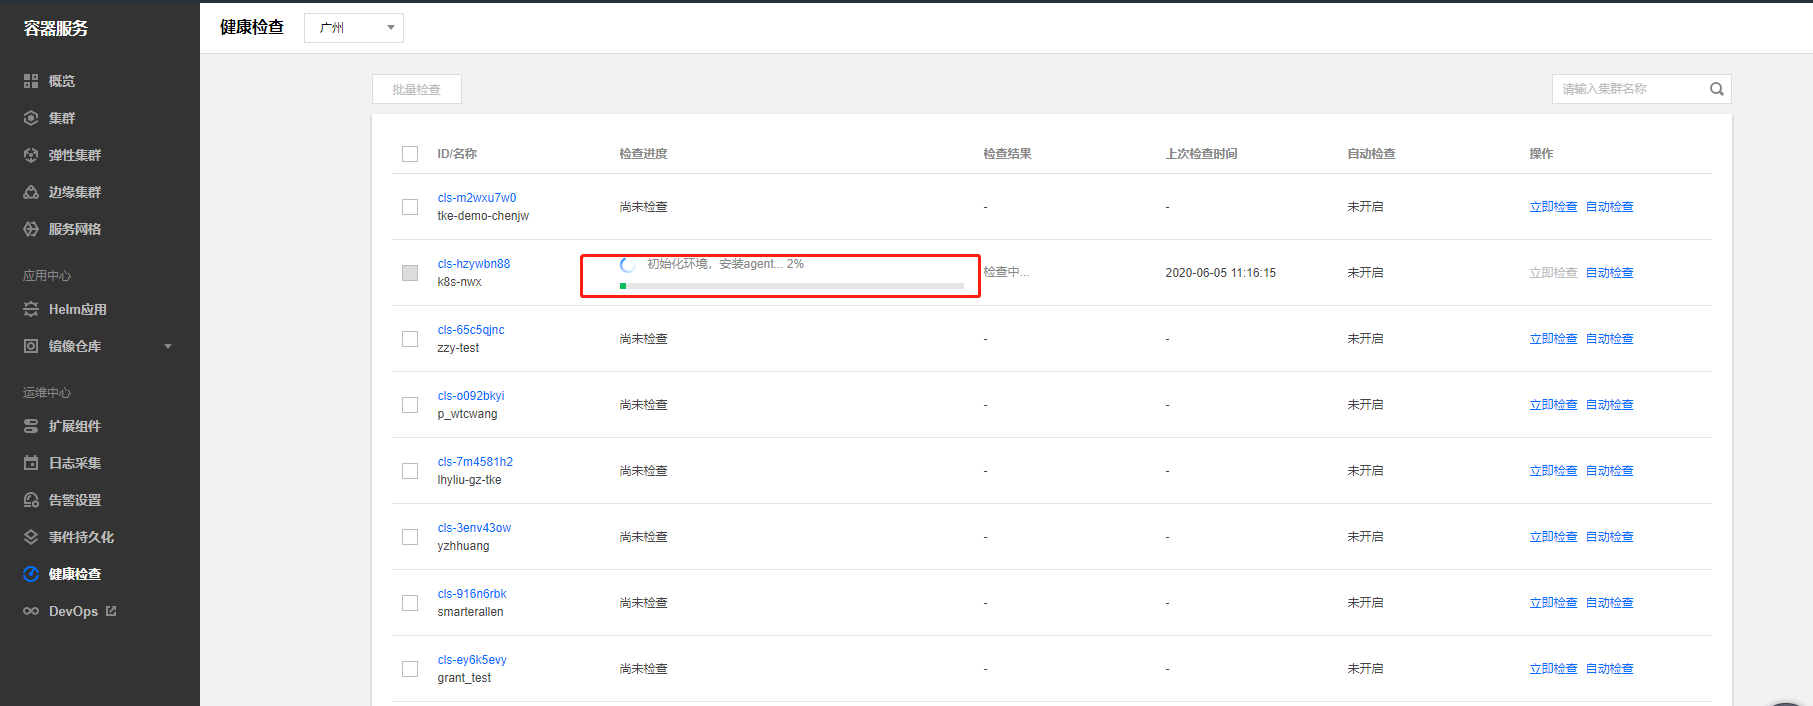 容器服务
概览
集群
弹性集群
边缘集群
服务网格
应用中心
Helm应用
镜像仓库
运维中心
扩展组件
日志采集
告警设置
事件持久化
健康检查
DevOps
健康检查 广州
批量检查 请输入集群名称
ID/名称 检查进度 检查结果 上次检查时间 自动检查 操作
cls-m2wxu7w0
tke-demo-chenjw 尚未检查 - - 未开启 立即检查 自动检查
cls-hzywbn88
k8s-nwx 初始化环境，安装agent... 2% 检查中... 2020-06-05 11:16:15 未开启 立即检查 自动检查
cls-65c5qjnc
zzy-test 尚未检查 - - 未开启 立即检查 自动检查
cls-o092bkyi
p_wtcwang 尚未检查 - - 未开启 立即检查 自动检查
cls-7m4581h2
lhyliu-gz-tke 尚未检查 - - 未开启 立即检查 自动检查
cls-3env43ow
yzhhuang 尚未检查 - - 未开启 立即检查 自动检查
cls-916n6rbk
smarterallen 尚未检查 - - 未开启 立即检查 自动检查
cls-ey6k5evy
grant_test 尚未检查 - - 未开启 立即检查 自动检查